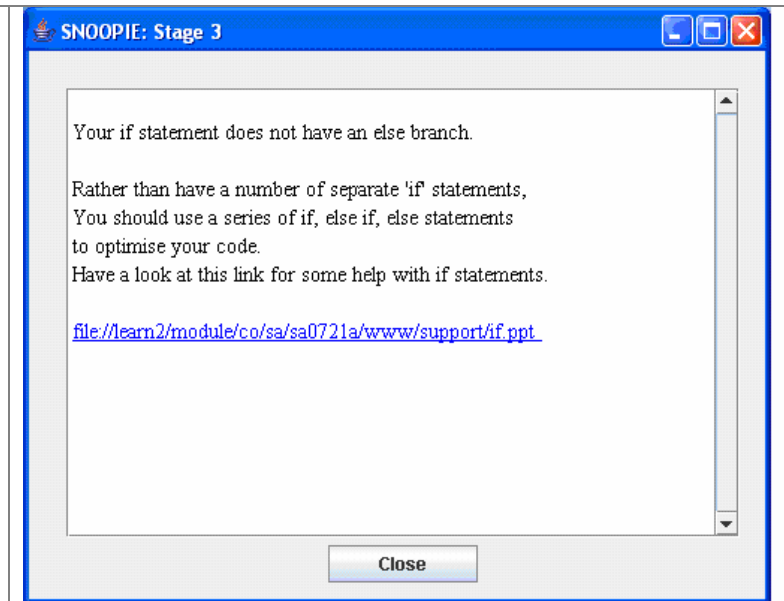 SNOOPIE: Stage 3
Your if statement does not have an else branch.
Rather than have a number of separate 'if' statements,
You should use a series of if, else if, else statements
to optimise your code.
Have a look at this link for some help with if statements.
file://learn2/module/co/sa/sa0721a/www/support/if.ppt
Close